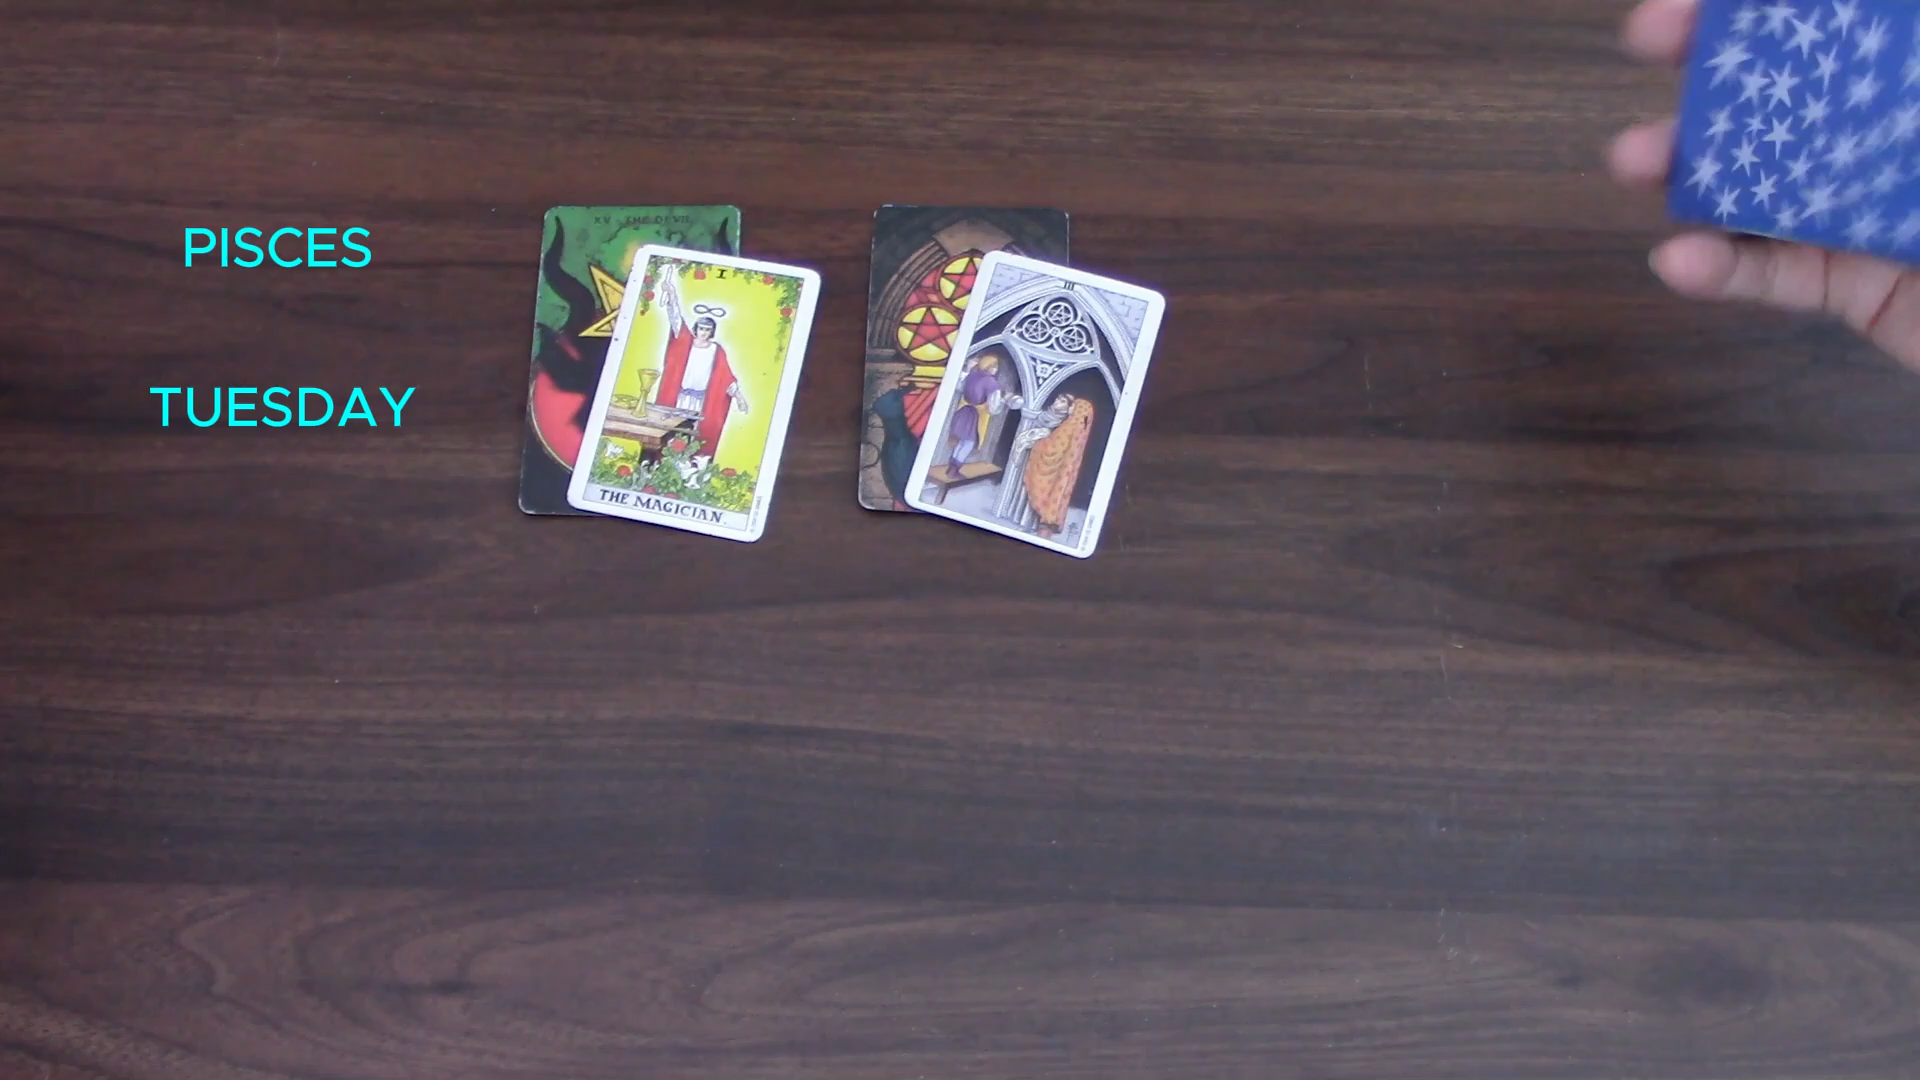 PISCES
TUESDAY
XV THE DEVIL
I
THE MAGICIAN.
III